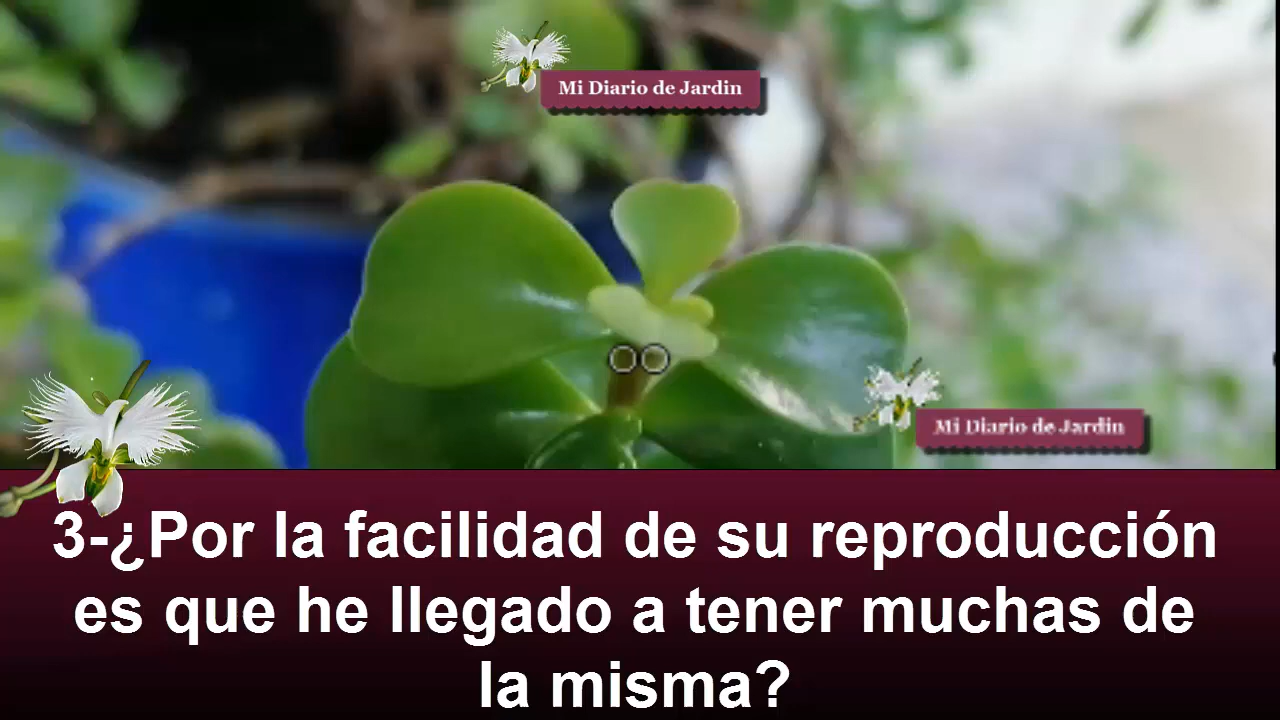 Mi Diario de Jardin
Mi Diario de Jardin
3-¿Por la facilidad de su reproducción
es que he llegado a tener muchas de
la misma?